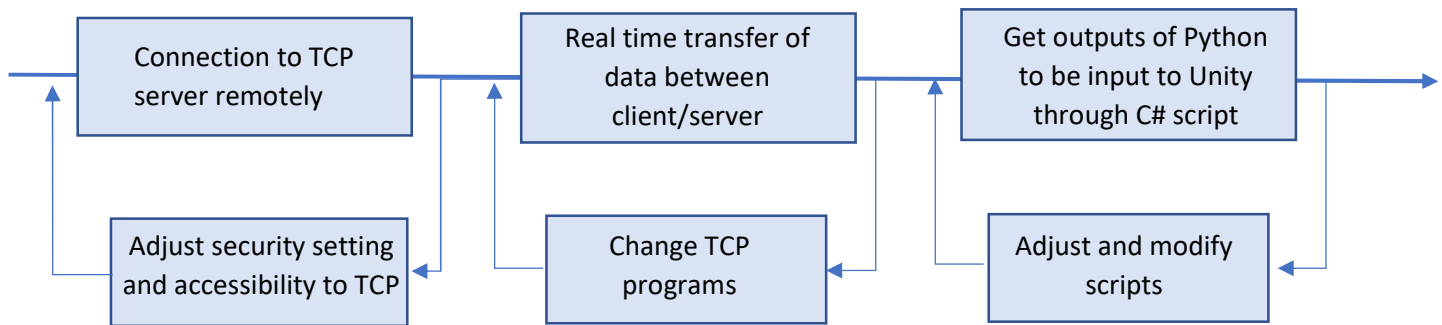 Connection to TCP
server remotely
Real time transfer of
data between
client/server
Get outputs of Python
to be input to Unity
through C# script
Adjust security setting
and accessibility to TCP
Change TCP
programs
Adjust and modify
scripts